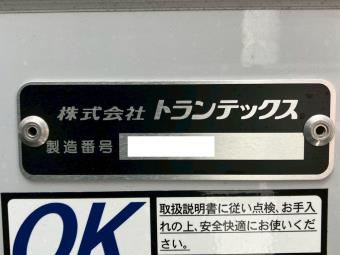 株式会社 トランテックス
製造番号
OK
取扱説明書に従い点検、お手入
れの上、安全快適にお使いくだ
さい。